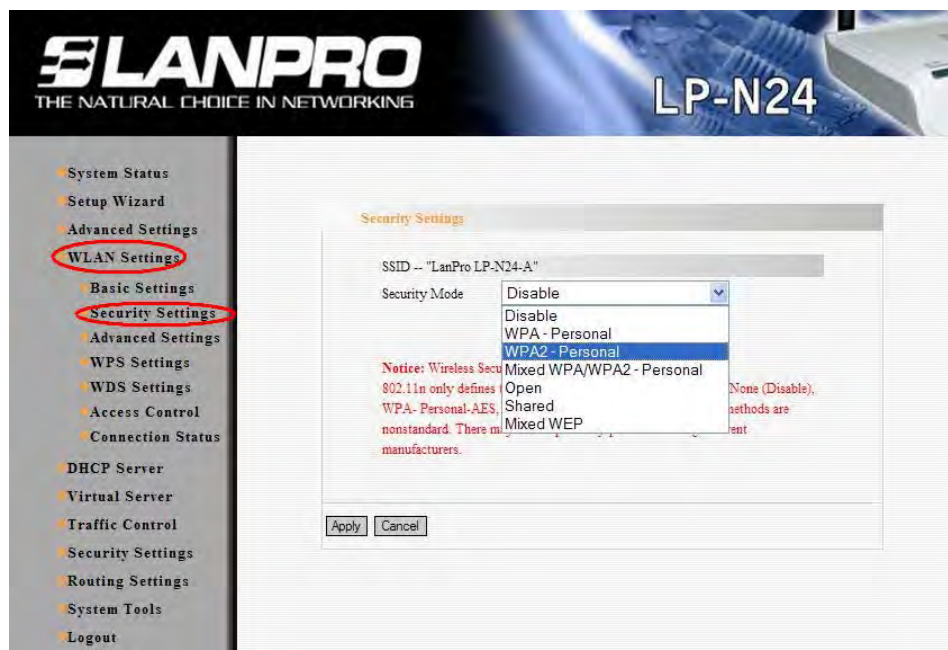 LANPRO
THE NATURAL CHOICE IN NETWORKING
LP-N24
System Status
Setup Wizard
Advanced Settings
WLAN Settings
Basic Settings
Security Settings
Advanced Settings
WPS Settings
WDS Settings
Access Control
Connection Status
DHCP Server
Virtual Server
Traffic Control
Security Settings
Routing Settings
System Tools
Logout
Security Settings
SSID -- "LanPro LP-N24-A"
Security Mode Disable
Disable
WPA - Personal
WPA2 - Personal
Mixed WPA/WPA2 - Personal
Open
Shared
Mixed WEP
Notice: Wireless
802.11n only defines None (Disable),
WPA- Personal-AES, methods are
nonstandard. There
manufacturers.
Apply Cancel